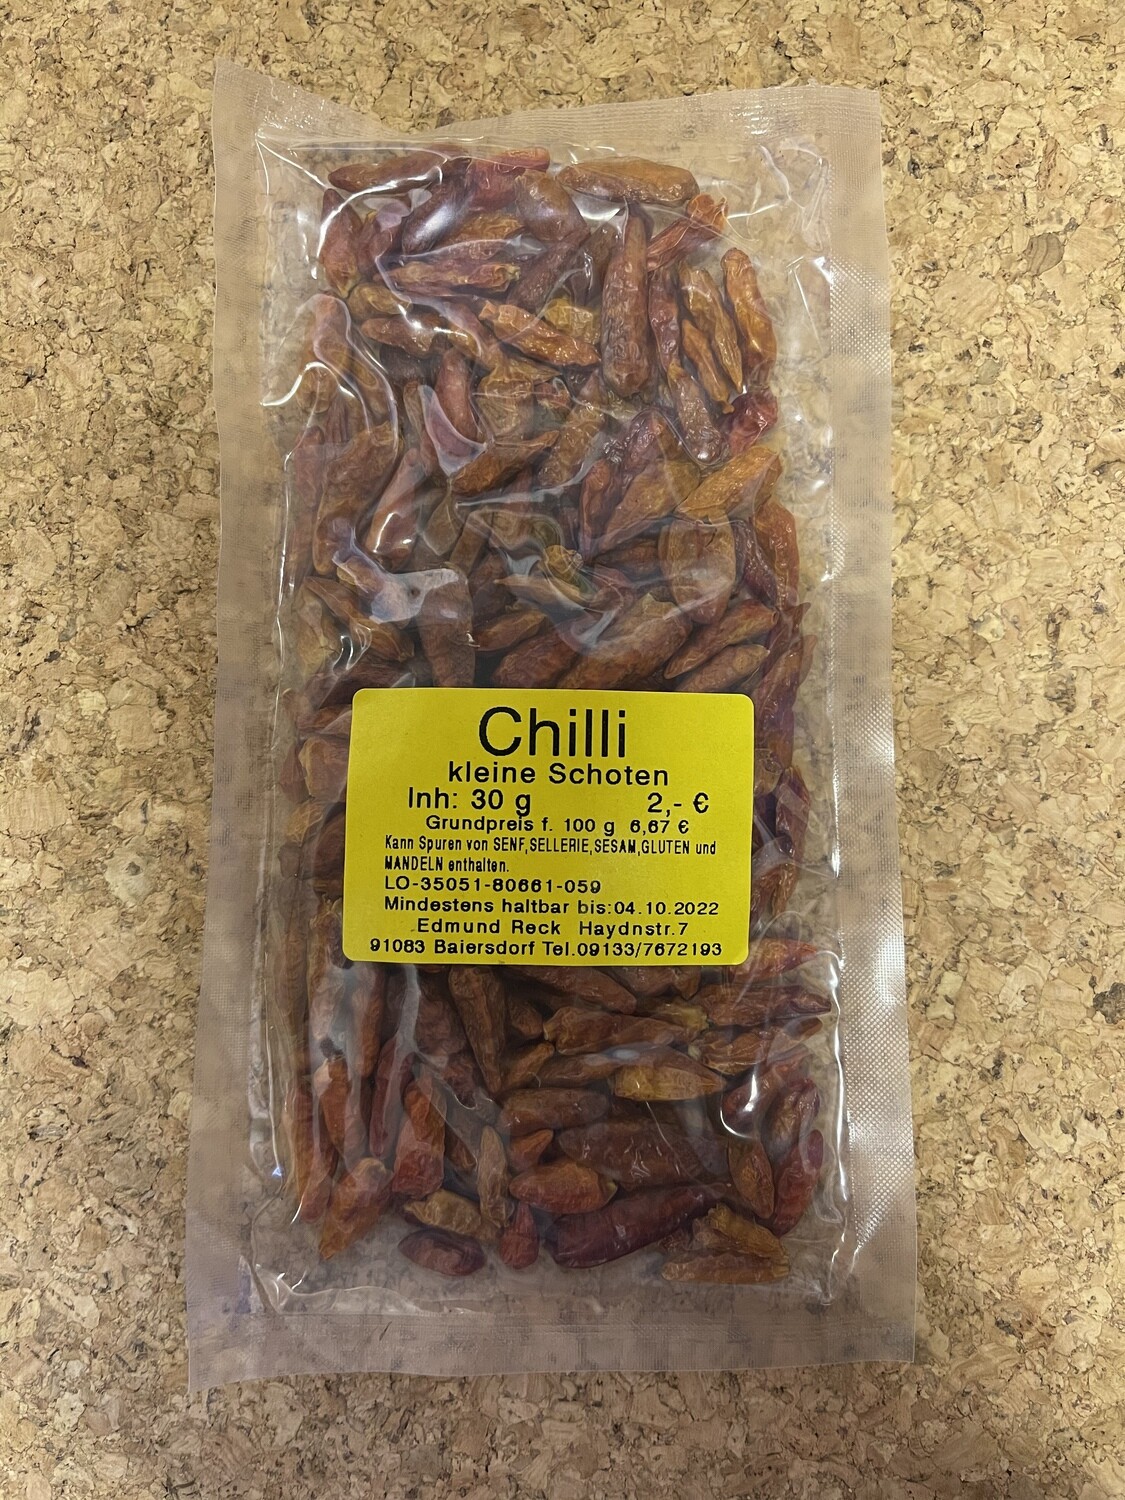 Chilli
kleine Schoten
Inh: 30 g 2,- €
Grundpreis f. 100 g 6,67 €
Kann Spuren von SENF,SELLERIE,SESAM,GLUTEN und
MANDELN enthalten.
LO-35051-80661-059
Mindestens haltbar bis:04.10.2022
Edmund Reck Haydnstr.7
91083 Baiersdorf Tel.09133/7672193